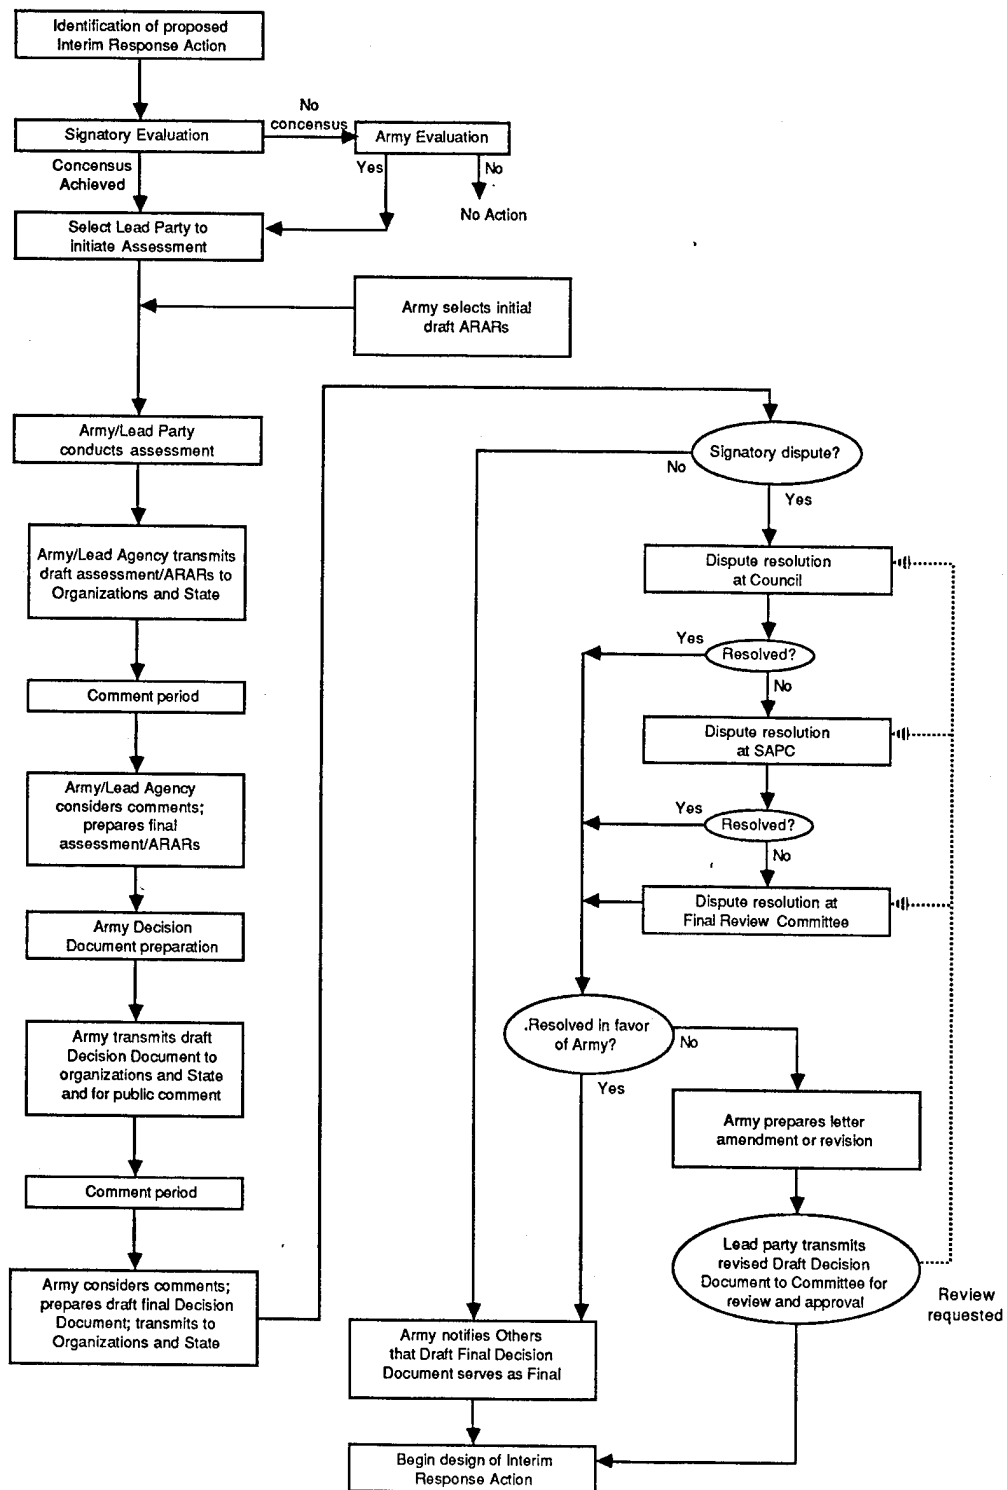 Identification of proposed
Interim Response Action
No
concensus
Signatory Evaluation
Army Evaluation
Concensus
Achieved
Yes
No
No Action
Select Lead Party to
initiate Assessment
Army selects initial
draft ARARs
Army/Lead Party
conducts assessment
Army/Lead Agency transmits
draft assessment/ARARs to
Organizations and State
Comment period
Army/Lead Agency
considers comments;
prepares final
assessment/ARARs
Army Decision
Document preparation
Army transmits draft
Decision Document to
organizations and State
and for public comment
Comment period
Army considers comments;
prepares draft final Decision
Document; transmits to
Organizations and State
Signatory dispute?
No
Yes
Dispute resolution
at Council
Yes
Resolved?
No
Dispute resolution
at SAPC
Yes
Resolved?
No
Dispute resolution at
Final Review Committee
.Resolved in favor
of Army?
No
Yes
Army prepares letter
amendment or revision
Lead party transmits
revised Draft Decision
Document to Committee for
review and approval
Review
requested
Army notifies Others
that Draft Final Decision
Document serves as Final
Begin design of Interim
Response Action